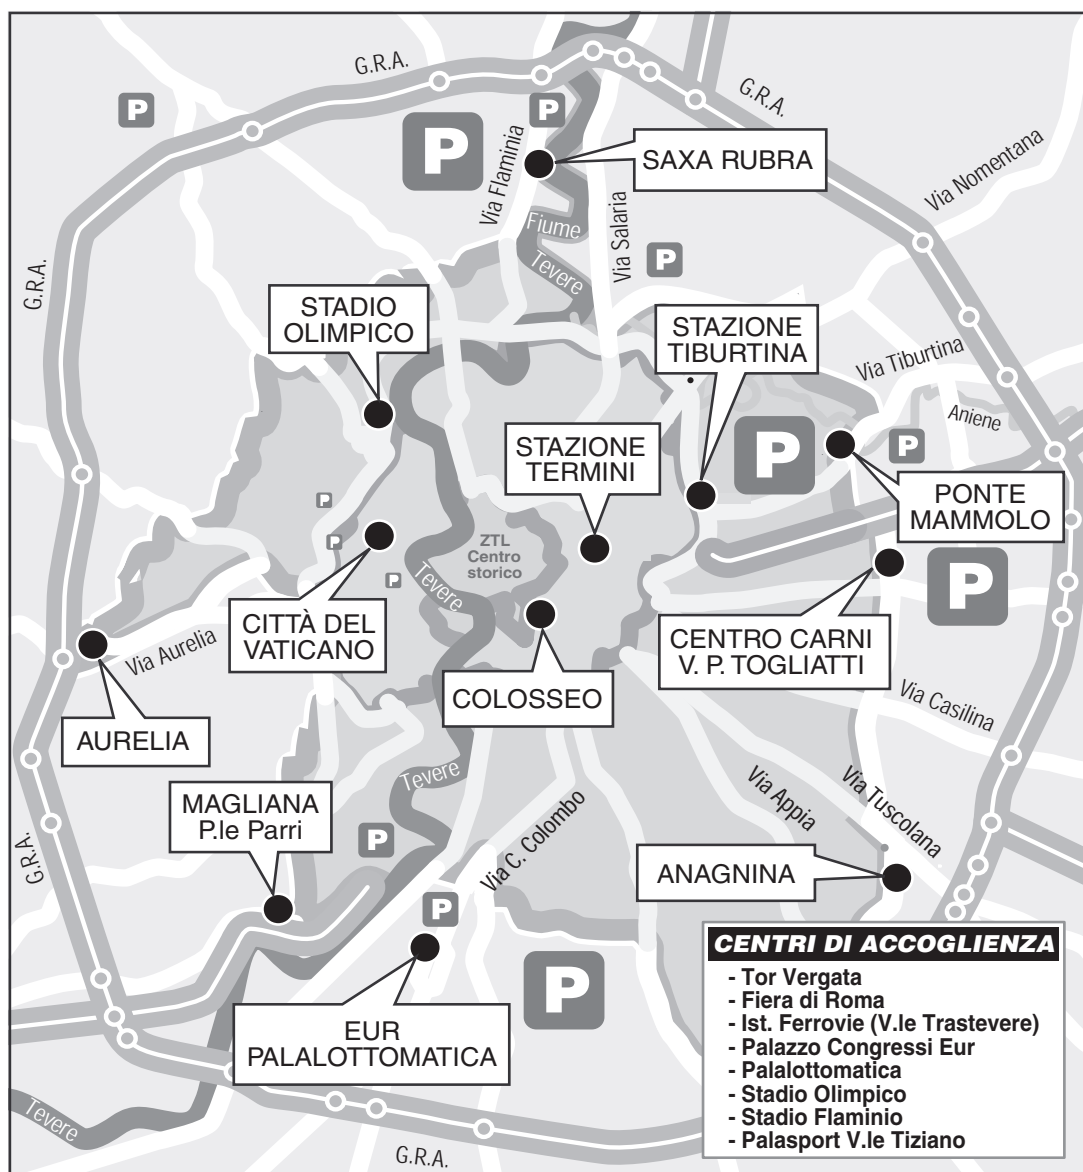 G.R.A.
G.R.A.
P
P
P
SAXA RUBRA
Via Flaminia
Via Nomentana
Fiume
Via Salaria
G.R.A.
Tevere
P
STADIO
OLIMPICO
STAZIONE
TIBURTINA
Via Tiburtina
Aniene
STAZIONE
TERMINI
P
P
PONTE
MAMMOLO
P
P
P
ZTL
Centro
storico
Tevere
P
CITTÀ DEL
VATICANO
Via Aurelia
CENTRO CARNI
V. P. TOGLIATTI
COLOSSEO
AURELIA
Via Casilina
Tevere
MAGLIANA
P.le Parri
P
Via C. Colombo
Via Appia
Via Tuscolana
G.R.A.
ANAGNINA
P
P
EUR
PALALOTTOMATICA
Tevere
G.R.A.
CENTRI DI ACCOGLIENZA
- Tor Vergata
- Fiera di Roma
- Ist. Ferrovie (V.le Trastevere)
- Palazzo Congressi Eur
- Palalottomatica
- Stadio Olimpico
- Stadio Flaminio
- Palasport V.le Tiziano